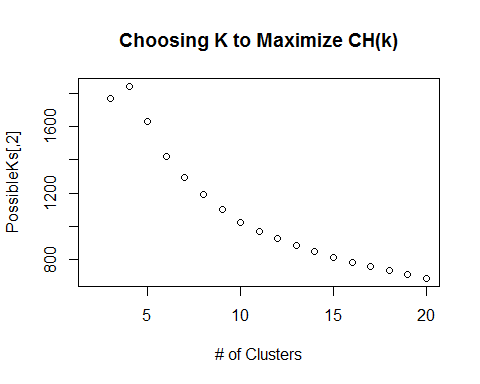 Choosing K to Maximize CH(k)
PossibleKs[,2]
1600
1200
800
5
10
15
20
# of Clusters